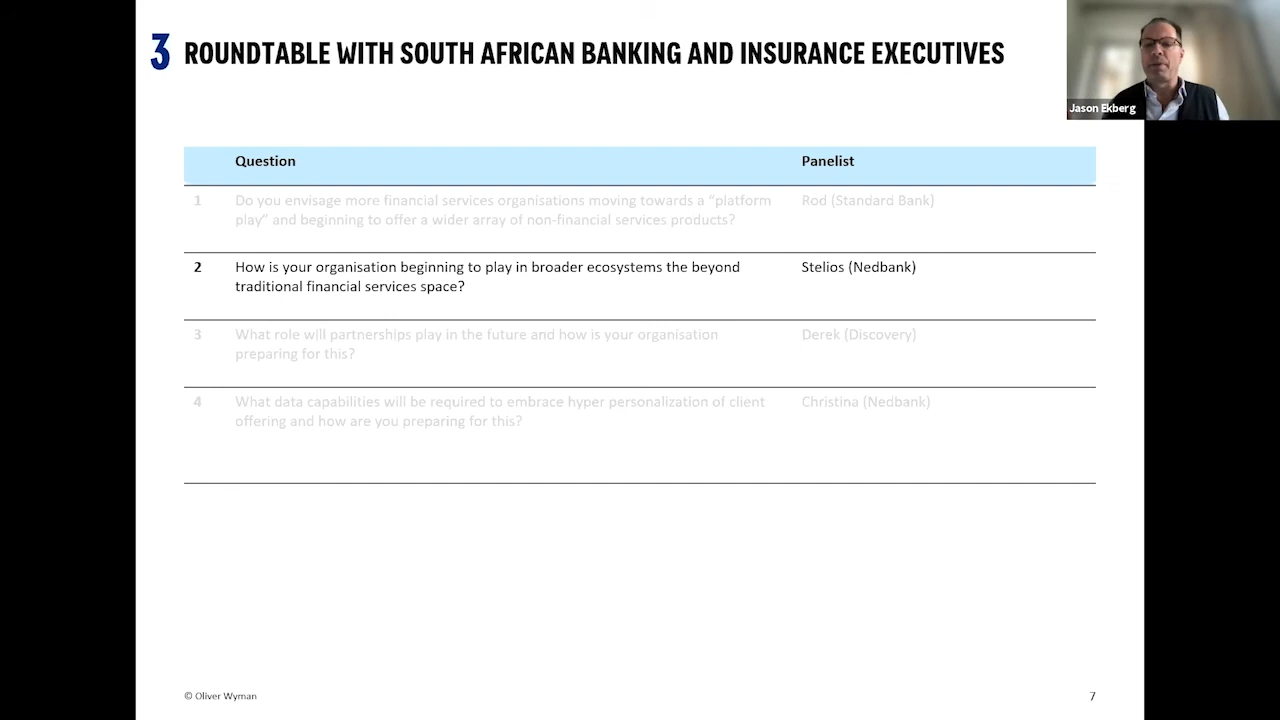 3 ROUNDTABLE WITH SOUTH AFRICAN BANKING AND INSURANCE EXECUTIVES
Jason Ekberg
Question Panelist
1 Do you envisage more financial services organisations moving towards a “platform Rod (Standard Bank)
play” and beginning to offer a wider array of non-financial services products?
2 How is your organisation beginning to play in broader ecosystems the beyond Stelios (Nedbank)
traditional financial services space?
3 What role will partnerships play in the future and how is your organisation Derek (Discovery)
preparing for this?
4 What data capabilities will be required to embrace hyper personalization of client Christina (Nedbank)
offering and how are you preparing for this?
© Oliver Wyman 7